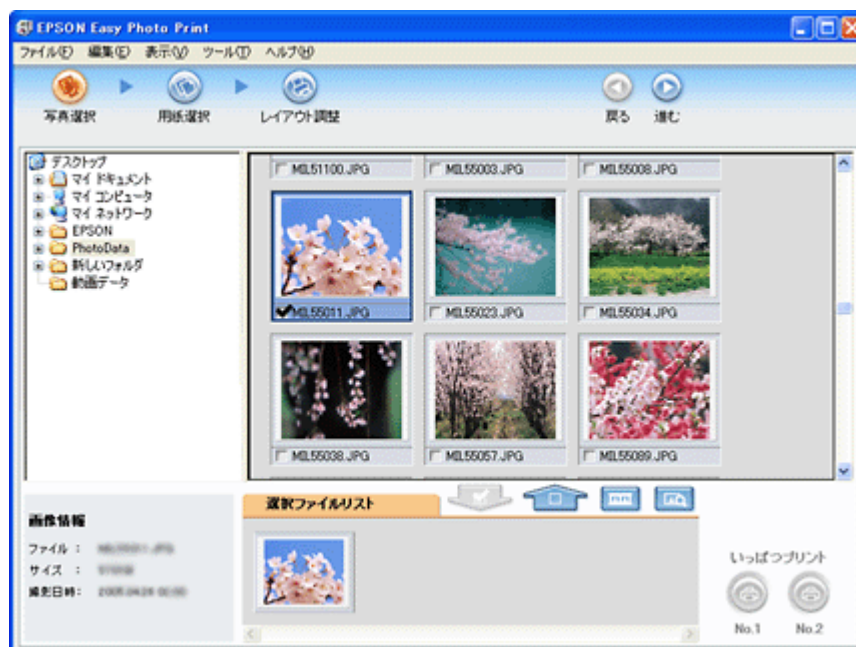 EPSON Easy Photo Print
ファイル(F) 編集(E) 表示(V) ツール(T) ヘルプ(H)
写真選択 用紙選択 レイアウト調整 戻る 進む
デスクトップ
マイ ドキュメント
マイ コンピュータ
マイ ネットワーク
EPSON
PhotoData
新しいフォルダ
動画データ
MIL51100.JPG MIL55003.JPG MIL55008.JPG
MIL55011.JPG MIL55023.JPG MIL55034.JPG
MIL55038.JPG MIL55057.JPG MIL55089.JPG
選択ファイルリスト
画像情報
ファイル :
サイズ :
撮影日時:
いっぱつプリント
No.1 No.2